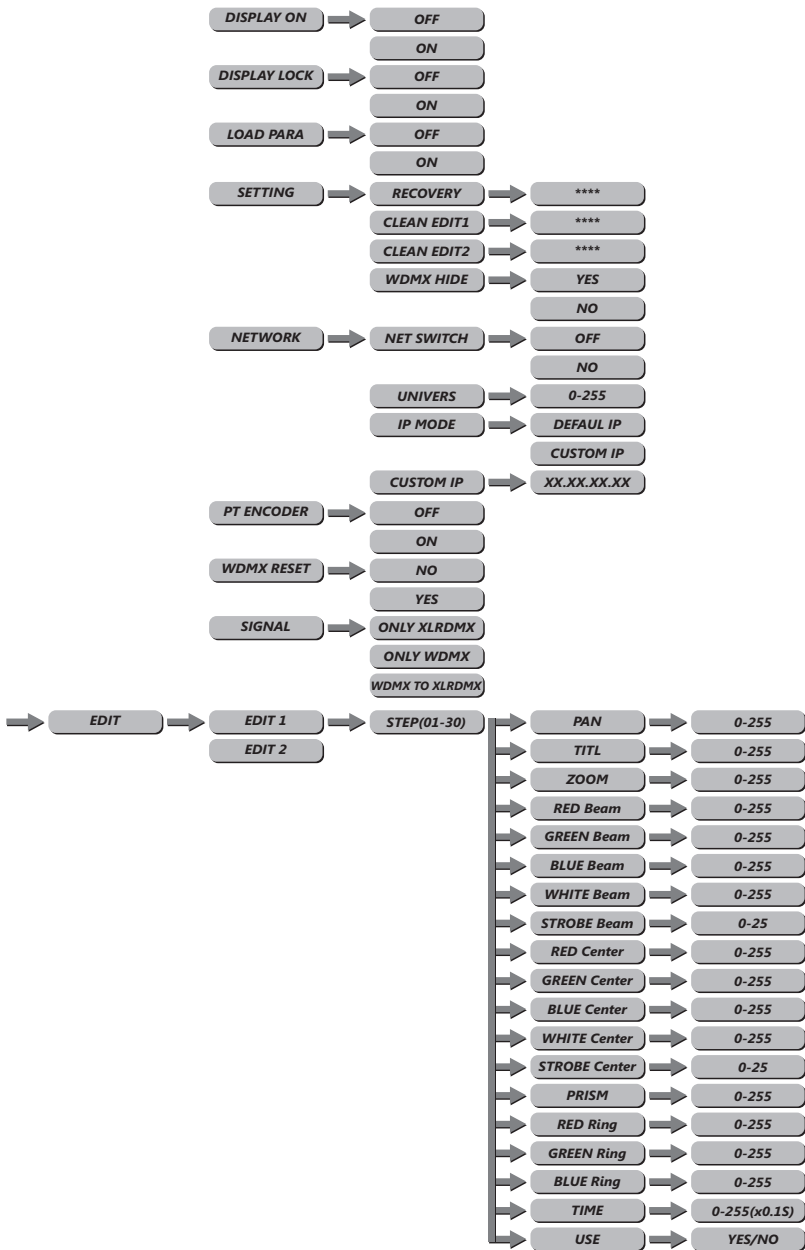 DISPLAY ON OFF
ON
DISPLAY LOCK OFF
ON
LOAD PARA OFF
ON
SETTING RECOVERY ****
CLEAN EDIT1 ****
CLEAN EDIT2 ****
WDMX HIDE YES
NO
NETWORK NET SWITCH OFF
NO
UNIVERS 0-255
IP MODE DEFAUL IP
CUSTOM IP
CUSTOM IP XX.XX.XX.XX
PT ENCODER OFF
ON
WDMX RESET NO
YES
SIGNAL ONLY XLRDMX
ONLY WDMX
WDMX TO XLRDMX
EDIT EDIT 1 STEP(01-30) PAN 0-255
EDIT 2 TITL 0-255
ZOOM 0-255
RED Beam 0-255
GREEN Beam 0-255
BLUE Beam 0-255
WHITE Beam 0-255
STROBE Beam 0-25
RED Center 0-255
GREEN Center 0-255
BLUE Center 0-255
WHITE Center 0-255
STROBE Center 0-25
PRISM 0-255
RED Ring 0-255
GREEN Ring 0-255
BLUE Ring 0-255
TIME 0-255(x0.1S)
USE YES/NO